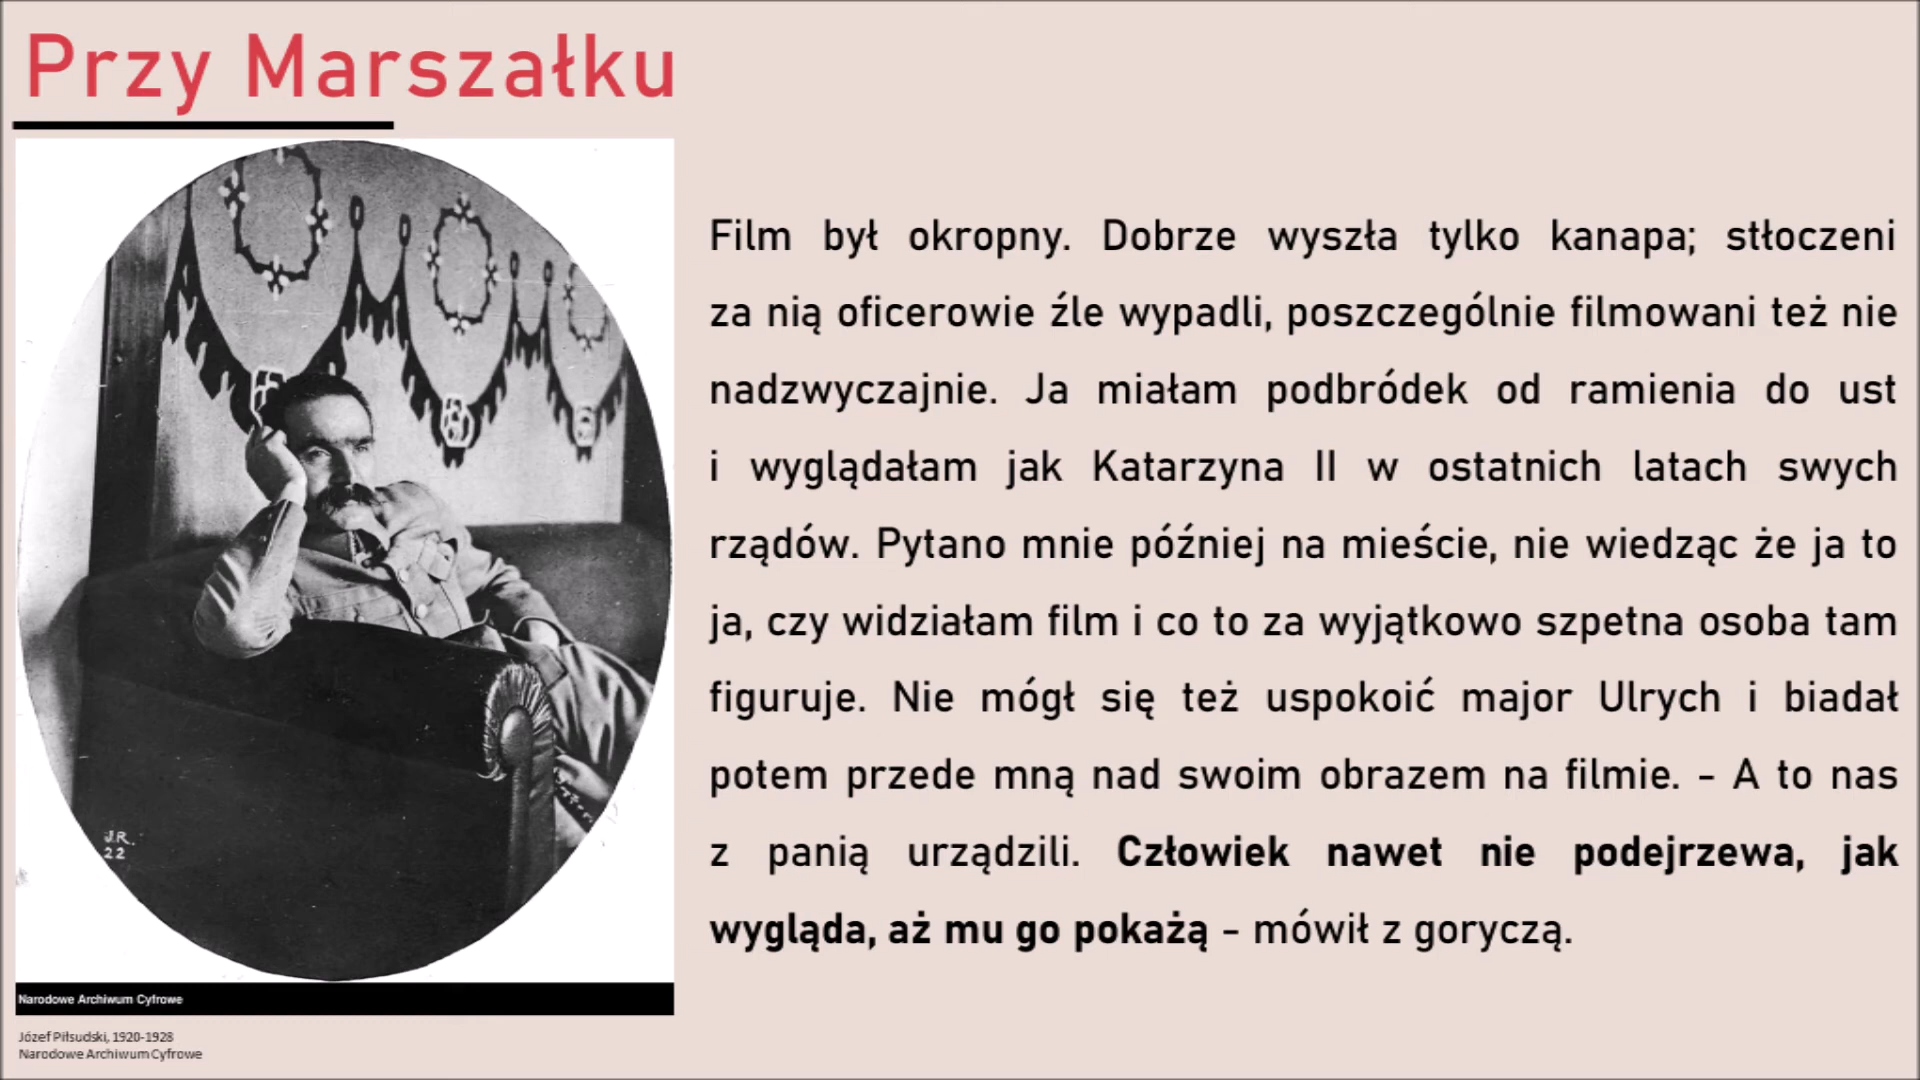 Przy Marszałku
Film był okropny. Dobrze wyszła tylko kanapa; stłoczeni
za nią oficerowie źle wypadli, poszczególnie filmowani też nie
nadzwyczajnie. Ja miałam podbródek od ramienia do ust
i wyglądałam jak Katarzyna II w ostatnich latach swych
rządów. Pytano mnie później na mieście, nie wiedząc że ja to
ja, czy widziałam film i co to za wyjątkowo szpetna osoba tam
figuruje. Nie mógł się też uspokoić major Ulrych i biadał
potem przede mną nad swoim obrazem na filmie. - A to nas
z panią urządzili. Człowiek nawet nie podejrzewa, jak
wygląda, aż mu go pokażą - mówił z goryczą.
J.R.
22
Narodowe Archiwum Cyfrowe
Józef Piłsudski, 1920-1928
Narodowe Archiwum Cyfrowe